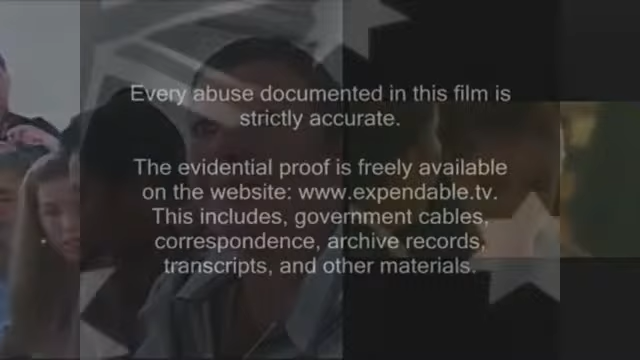 Every abuse documented in this film is
strictly accurate.
The evidential proof is freely available
on the website: www.expendable.tv.
This includes, government cables,
correspondence, archive records,
transcripts, and other materials.